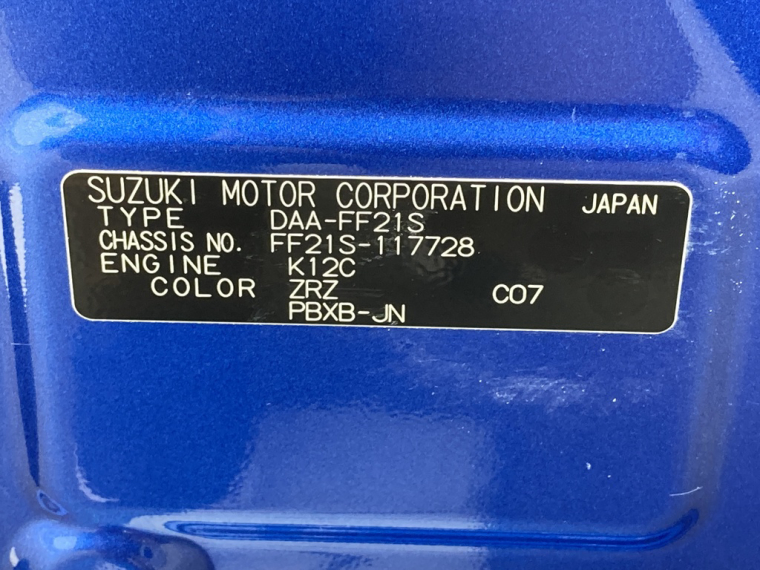 SUZUKI MOTOR CORPORATION JAPAN
TYPE DAA-FF21S
CHASSIS NO. FF21S-117728
ENGINE K12C
COLOR ZRZ C07
PBXB-JN